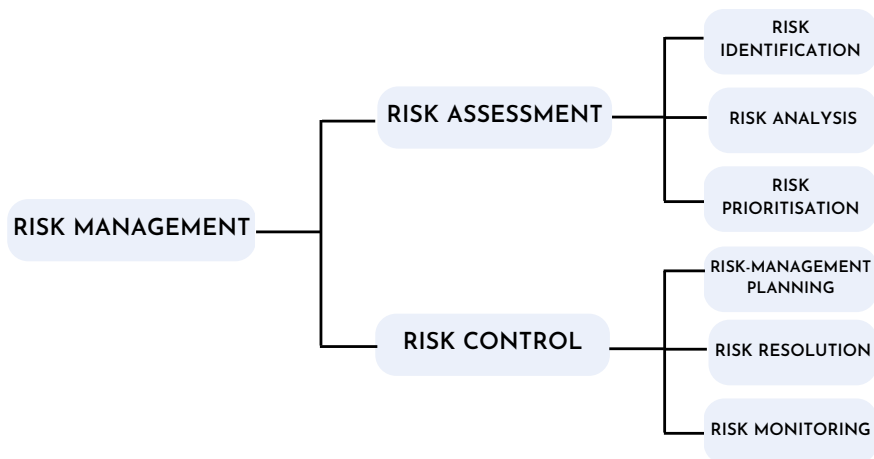 RISK MANAGEMENT
RISK ASSESSMENT
RISK
IDENTIFICATION
RISK ANALYSIS
RISK
PRIORITISATION
RISK CONTROL
RISK-MANAGEMENT
PLANNING
RISK RESOLUTION
RISK MONITORING